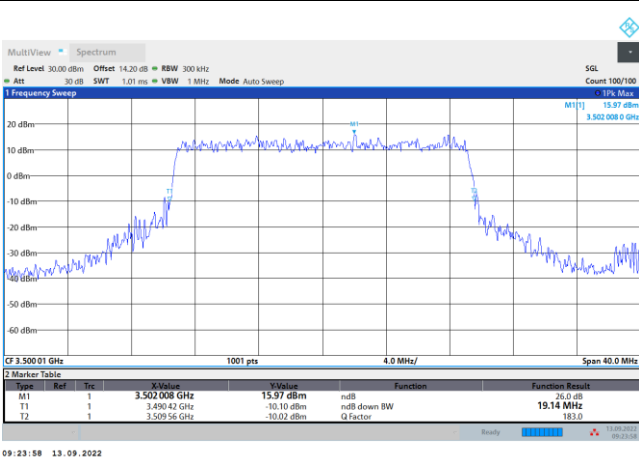 MultiView Spectrum
Ref Level 30.00 dBm Offset 14.20 dB RBW 300 kHz SGL
Att 30 dB SWT 1.01 ms VBW 1 MHz Mode Auto Sweep Count 100/100
1 Frequency Sweep 1Pk Max
M1[1] 15.97 dBm
3.502 008 0 GHz
M1
20 dBm
10 dBm
0 dBm
T1
-10 dBm
-20 dBm
-30 dBm
-40 dBm
-50 dBm
-60 dBm
CF 3.500 01 GHz 1001 pts 4.0 MHz/ Span 40.0 MHz
2 Marker Table
Type Ref Trc X-Value Y-Value Function Function Result
M1 1 3.502 008 GHz 15.97 dBm ndB 26.0 dB
T1 1 3.490 42 GHz -10.10 dBm ndB down BW 19.14 MHz
T2 1 3.509 56 GHz -10.02 dBm Q Factor 183.0
Ready 13.09.2022
09:23:58
09:23:58 13.09.2022